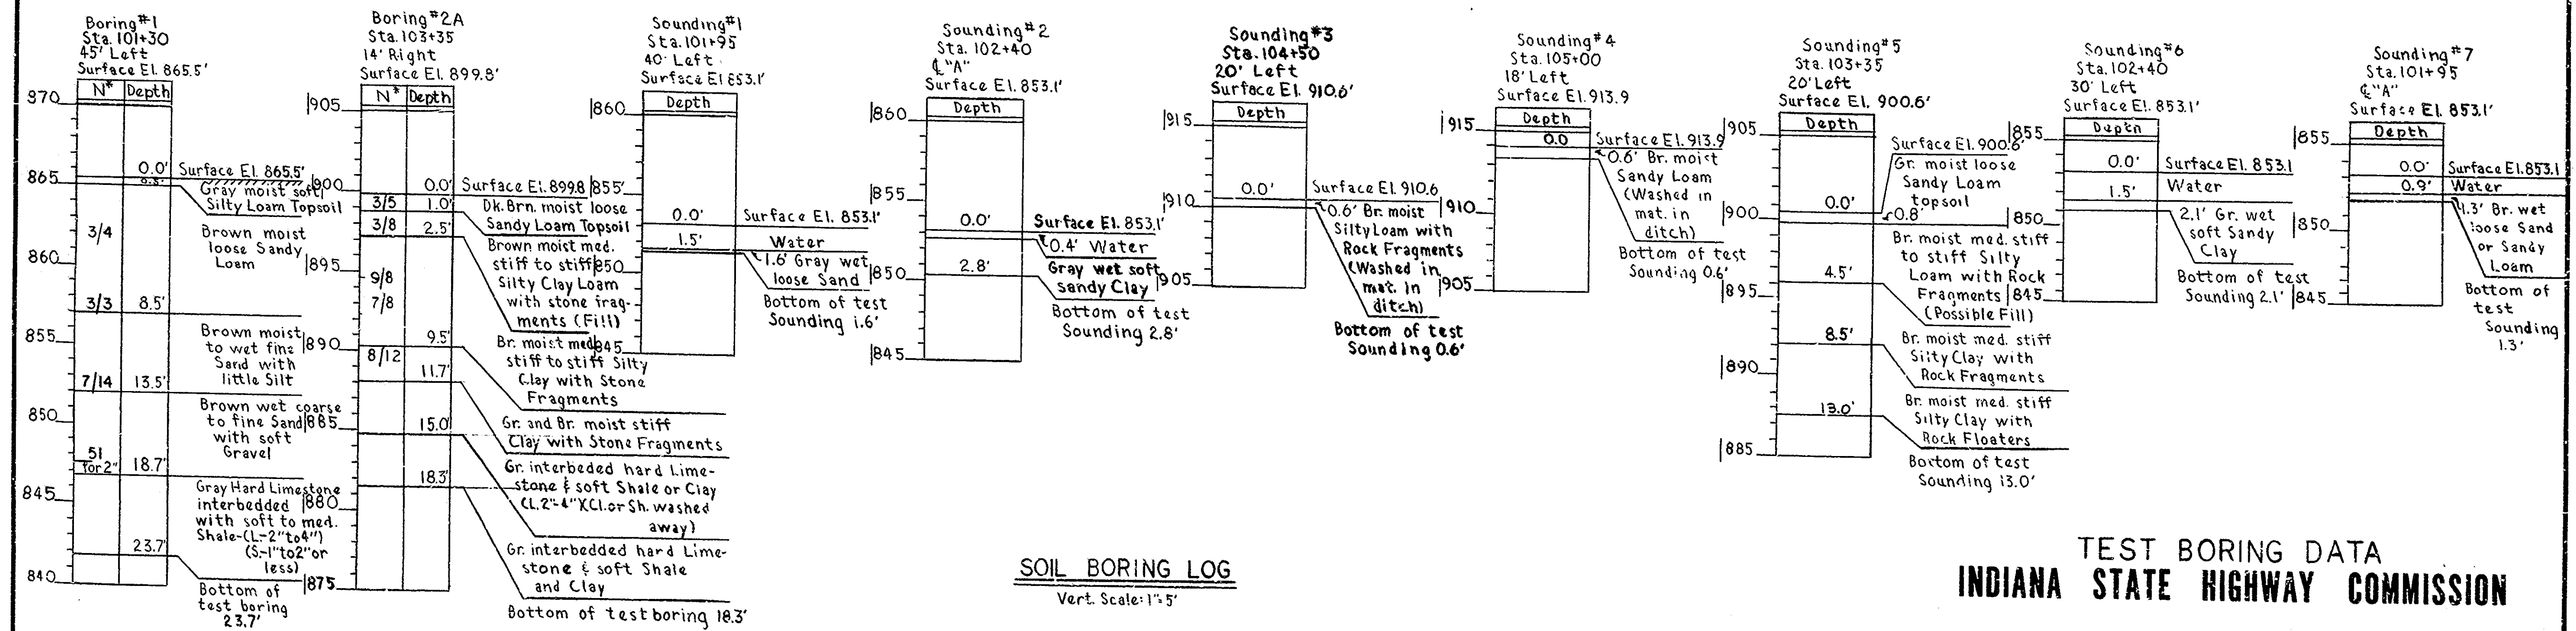 Boring #1
Sta. 101+30
45' Left
Surface El. 865.5'
N* Depth
970
865
860
855
850
845
840
0.0' Surface El. 865.5'
Gray moist soft
Silty Loam Topsoil
3/4
Brown moist
loose Sandy
Loam
3/3 8.5'
Brown moist
to wet fine
Sand with
little Silt
7/14 13.5'
Brown wet coarse
to fine Sand
with soft
Gravel
51
for 2" 18.7'
Gray Hard Limestone
interbedded
with soft to med.
Shale-(L-2"to4")
(S-1"to2"or
less)
23.7'
Bottom of
test boring
23.7'
Boring #2A
Sta. 103+35
14' Right
Surface El. 899.8'
N* Depth
905
900
895
890
885
880
875
0.0' Surface El. 899.8
3/5 1.0'
Dk. Brn. moist loose
Sandy Loam Topsoil
3/8 2.5'
Brown moist med.
stiff to stiff
Silty Clay Loam
with stone frag-
ments (Fill)
9/8
7/8
9.5'
8/12
Br. moist med.
stiff to stiff Silty
Clay with Stone
Fragments
11.7'
Gr. and Br. moist stiff
Clay with Stone Fragments
15.0'
Gr. interbeded hard Lime-
stone & soft Shale or Clay
(L.2"-4")(Cl.or Sh. washed
away)
18.3'
Gr. interbedded hard Lime-
stone & soft Shale
and Clay
Bottom of test boring 18.3'
Sounding #1
Sta. 101+95
40' Left
Surface El 853.1'
Depth
860
855
850
845
0.0' Surface El. 853.1'
1.5' Water
1.6' Gray wet
loose Sand
Bottom of test
Sounding 1.6'
Sounding #2
Sta. 102+40
℄ "A"
Surface El. 853.1'
Depth
860
855
850
845
0.0' Surface El. 853.1'
0.4' Water
2.8' Gray wet soft
sandy Clay
Bottom of test
Sounding 2.8'
Sounding #3
Sta. 104+50
20' Left
Surface El. 910.6'
Depth
915
910
905
0.0' Surface El. 910.6
0.6' Br. moist
Silty Loam with
Rock Fragments
(Washed in
mat. in
ditch)
Bottom of test
Sounding 0.6'
Sounding #4
Sta. 105+00
18' Left
Surface El. 913.9
Depth
915
910
905
0.0 Surface El. 913.9
0.6' Br. moist
Sandy Loam
(Washed in
mat. in
ditch)
Bottom of test
Sounding 0.6'
Sounding #5
Sta. 103+35
20' Left
Surface El. 900.6'
Depth
905
900
895
890
885
0.0' Surface El. 900.6'
Gr. moist loose
Sandy Loam
topsoil
0.8'
Br. moist med. stiff
to stiff Silty
Loam with Rock
Fragments
(Possible Fill)
4.5'
Br. moist med. stiff
Silty Clay with
Rock Fragments
8.5'
Br. moist med. stiff
Silty Clay with
Rock Floaters
13.0'
Bottom of test
Sounding 13.0'
Sounding #6
Sta. 102+40
30' Left
Surface El. 853.1'
Depth
855
850
845
0.0' Surface El. 853.1
1.5' Water
2.1' Gr. wet
soft Sandy
Clay
Bottom of test
Sounding 2.1'
Sounding #7
Sta. 101+95
℄ "A"
Surface El. 853.1'
Depth
855
850
845
0.0' Surface El. 853.1
0.9' Water
1.3' Br. wet
loose Sand
or Sandy
Loam
Bottom of
test
Sounding
1.3'
SOIL BORING LOG
Vert. Scale: 1"=5'
TEST BORING DATA
INDIANA STATE HIGHWAY COMMISSION